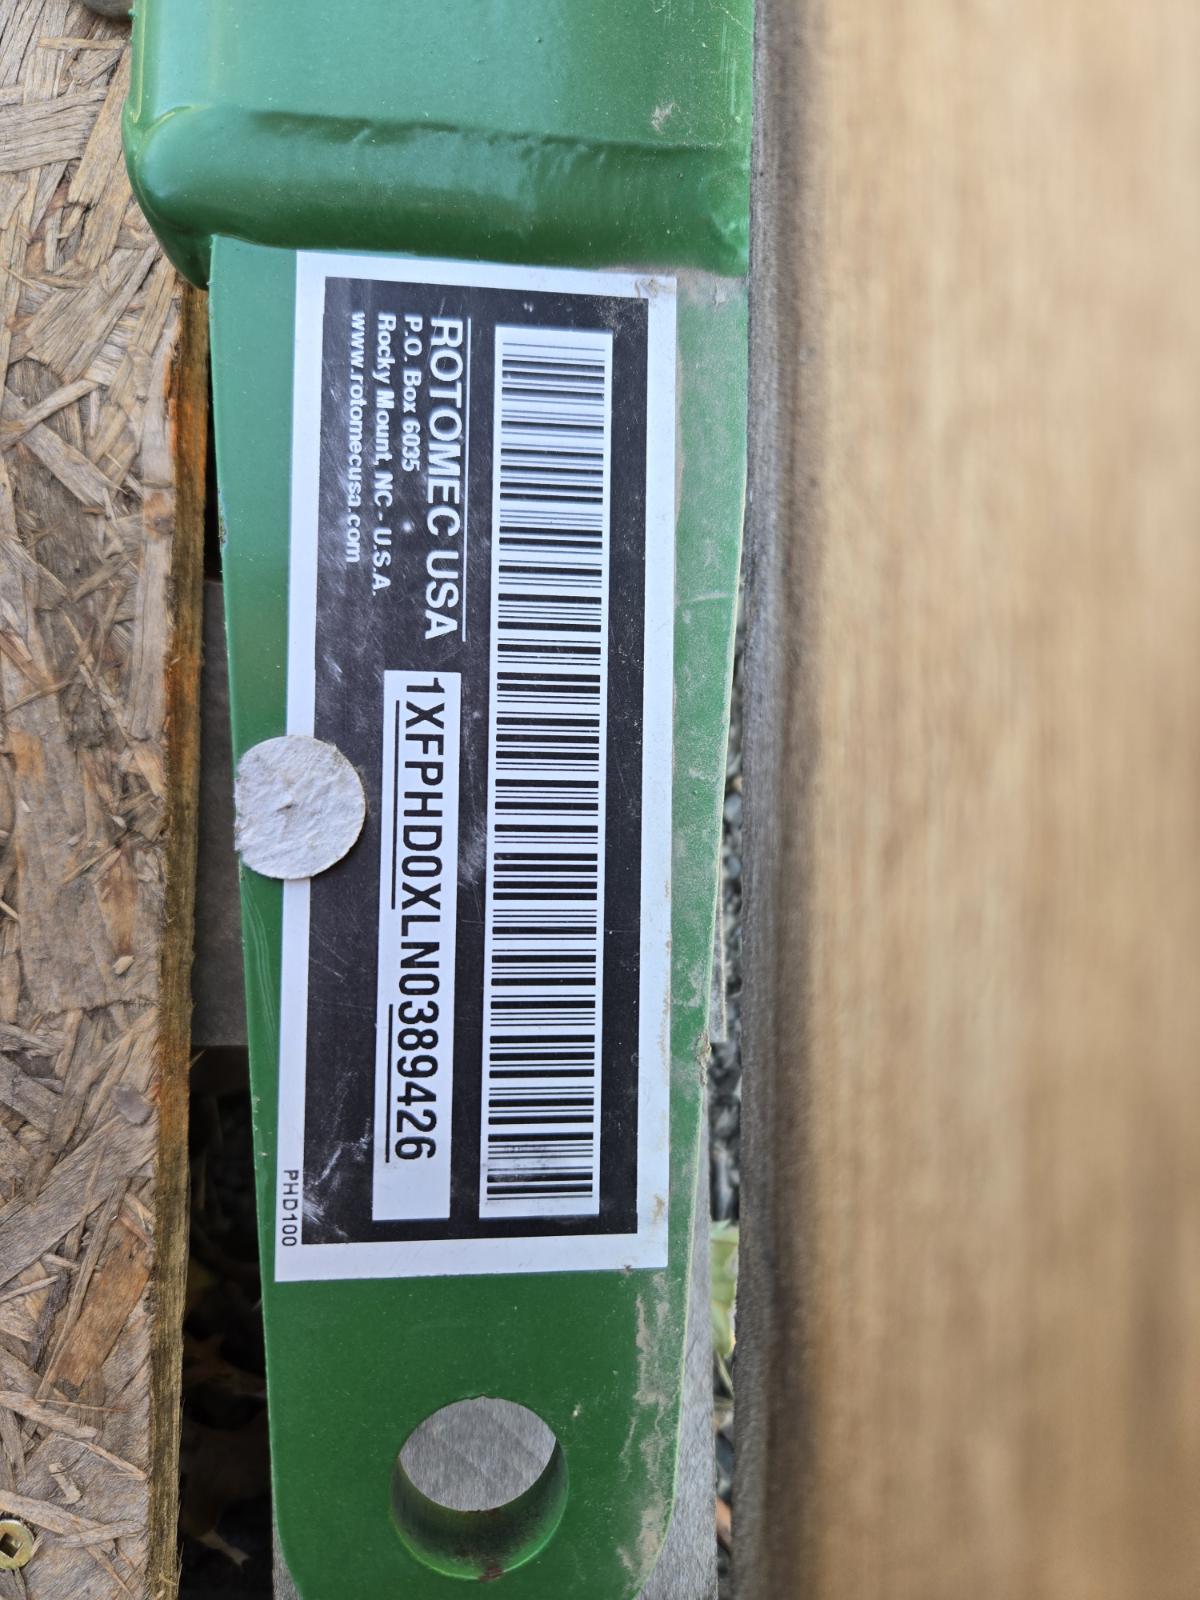 ROTOMEC USA
P.O. Box 6035
Rocky Mount, NC - U.S.A.
www.rotomecusa.com
1XFPHD0XLN0389426
PHD100